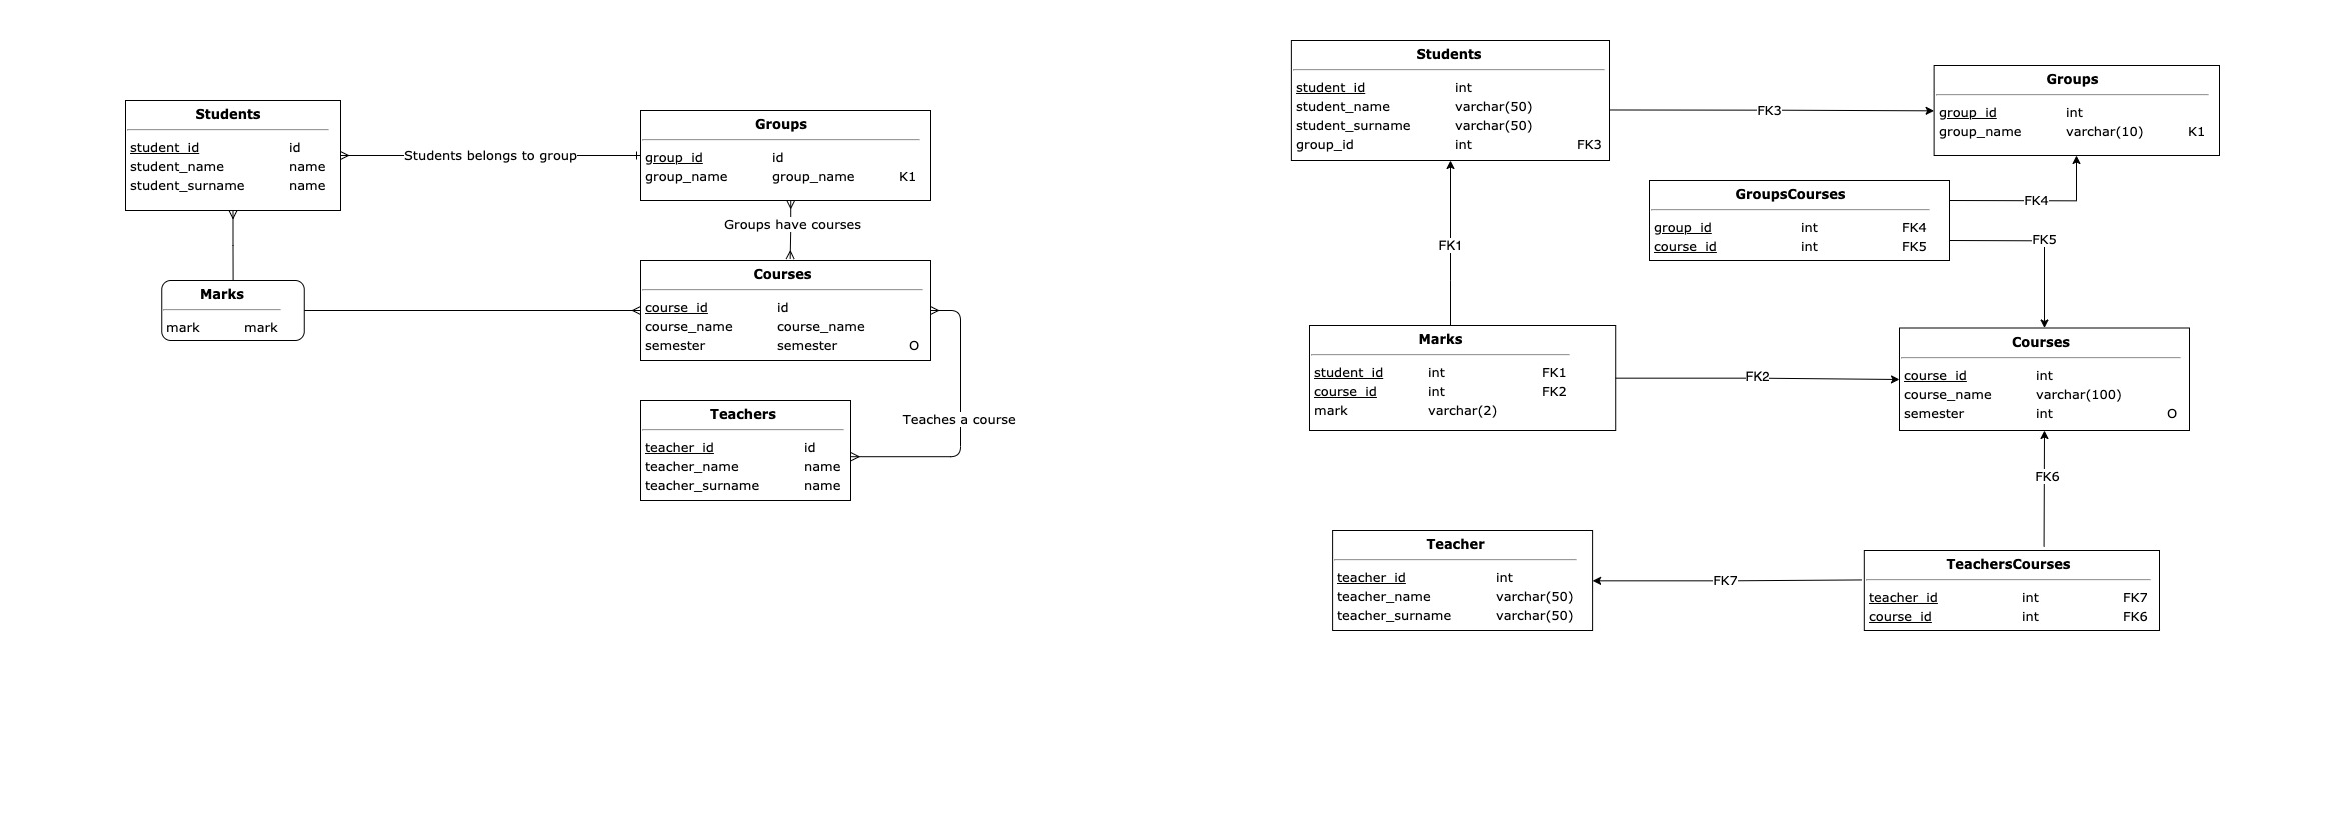 Students
student_id id
student_name name
student_surname name
Students belongs to group
Groups
group_id id
group_name group_name K1
Groups have courses
Marks
mark mark
Courses
course_id id
course_name course_name
semester semester O
Teaches a course
Teachers
teacher_id id
teacher_name name
teacher_surname name
Students
student_id int
student_name varchar(50)
student_surname varchar(50)
group_id int FK3
FK3
Groups
group_id int
group_name varchar(10) K1
GroupsCourses
group_id int FK4
course_id int FK5
FK4
FK5
FK1
Marks
student_id int FK1
course_id int FK2
mark varchar(2)
FK2
Courses
course_id int
course_name varchar(100)
semester int O
FK6
Teacher
teacher_id int
teacher_name varchar(50)
teacher_surname varchar(50)
FK7
TeachersCourses
teacher_id int FK7
course_id int FK6